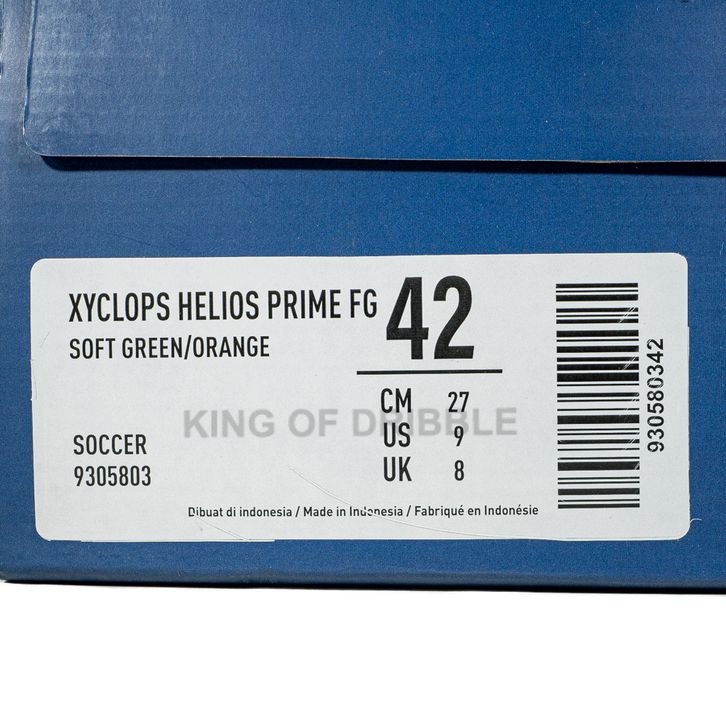 XYCLOPS HELIOS PRIME FG
SOFT GREEN/ORANGE
42
CM 27
US 9
UK 8
KING OF DRIBBLE
SOCCER
9305803
Dibuat di indonesia / Made in Indonesia / Fabriqué en Indonésie
930580342